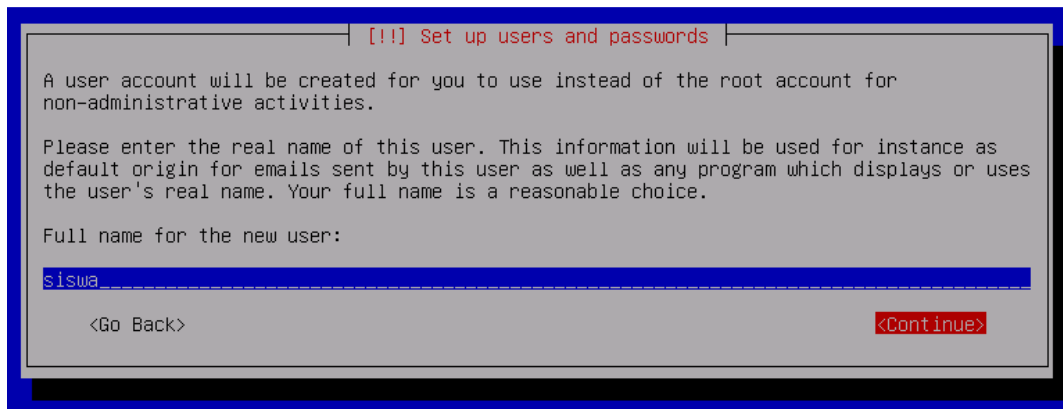 [!!] Set up users and passwords
A user account will be created for you to use instead of the root account for
non-administrative activities.
Please enter the real name of this user. This information will be used for instance as
default origin for emails sent by this user as well as any program which displays or uses
the user's real name. Your full name is a reasonable choice.
Full name for the new user:
siswa
<Go Back> <Continue>